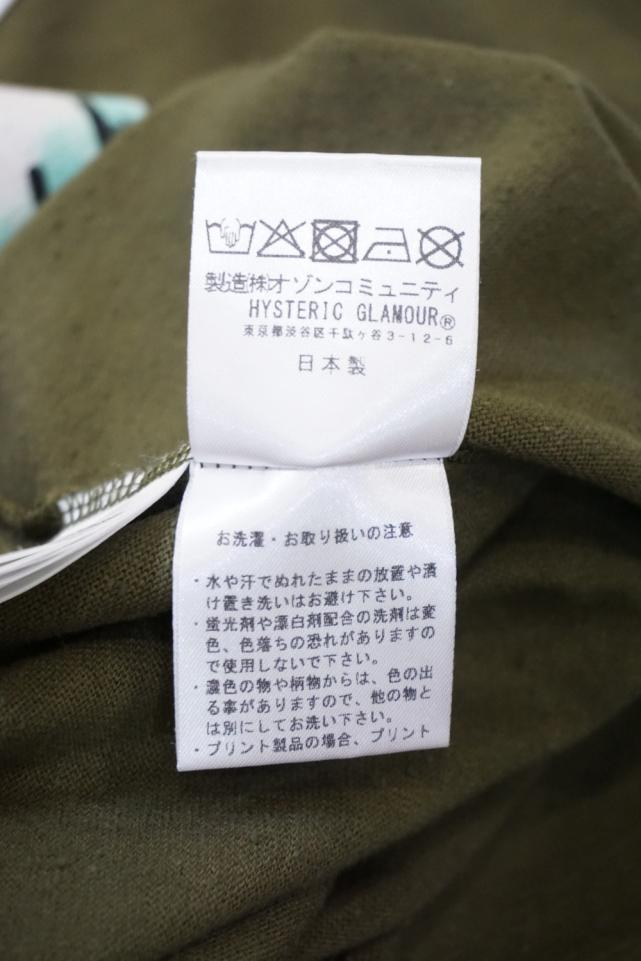 製造㈱オゾンコミュニティ
HYSTERIC GLAMOUR®
東京都渋谷区千駄ヶ谷3-12-6
日本製
お洗濯・お取り扱いの注意
・水や汗でぬれたままの放置や漬
け置き洗いはお避け下さい。
・蛍光剤や漂白剤配合の洗剤は変
色、色落ちの恐れがありますの
で使用しないで下さい。
・濃色の物や柄物からは、色の出
る事がありますので、他の物と
は別にしてお洗い下さい。
・プリント製品の場合、プリント